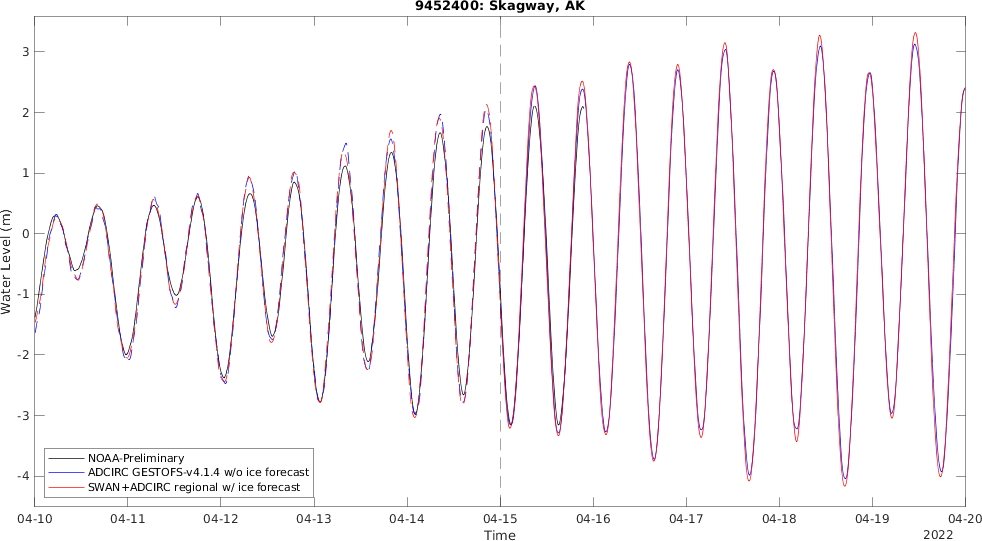 9452400: Skagway, AK
Water Level (m)
3
2
1
0
-1
-2
-3
-4
NOAA-Preliminary
ADCIRC GESTOFS-v4.1.4 w/o ice forecast
SWAN+ADCIRC regional w/ ice forecast
04-10 04-11 04-12 04-13 04-14 04-15 04-16 04-17 04-18 04-19 04-20
Time
2022